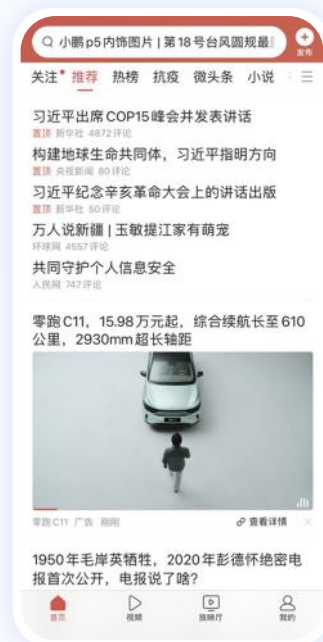 小鹏p5内饰图片 | 第18号台风圆规最
发布
关注 推荐 热榜 抗疫 微头条 小说
习近平出席COP15峰会并发表讲话
置顶 新华社 4872评论
构建地球生命共同体，习近平指明方向
置顶 央视新闻 80评论
习近平纪念辛亥革命大会上的讲话出版
置顶 新华社 50评论
万人说新疆 | 玉敏提江家有萌宠
环球网 4557评论
共同守护个人信息安全
人民网 747评论
零跑C11，15.98万元起，综合续航长至610
公里，2930mm超长轴距
零跑C11 广告 刚刚 查看详情
1950年毛岸英牺牲，2020年彭德怀绝密电
报首次公开，电报说了啥？
首页 视频 放映厅 我的